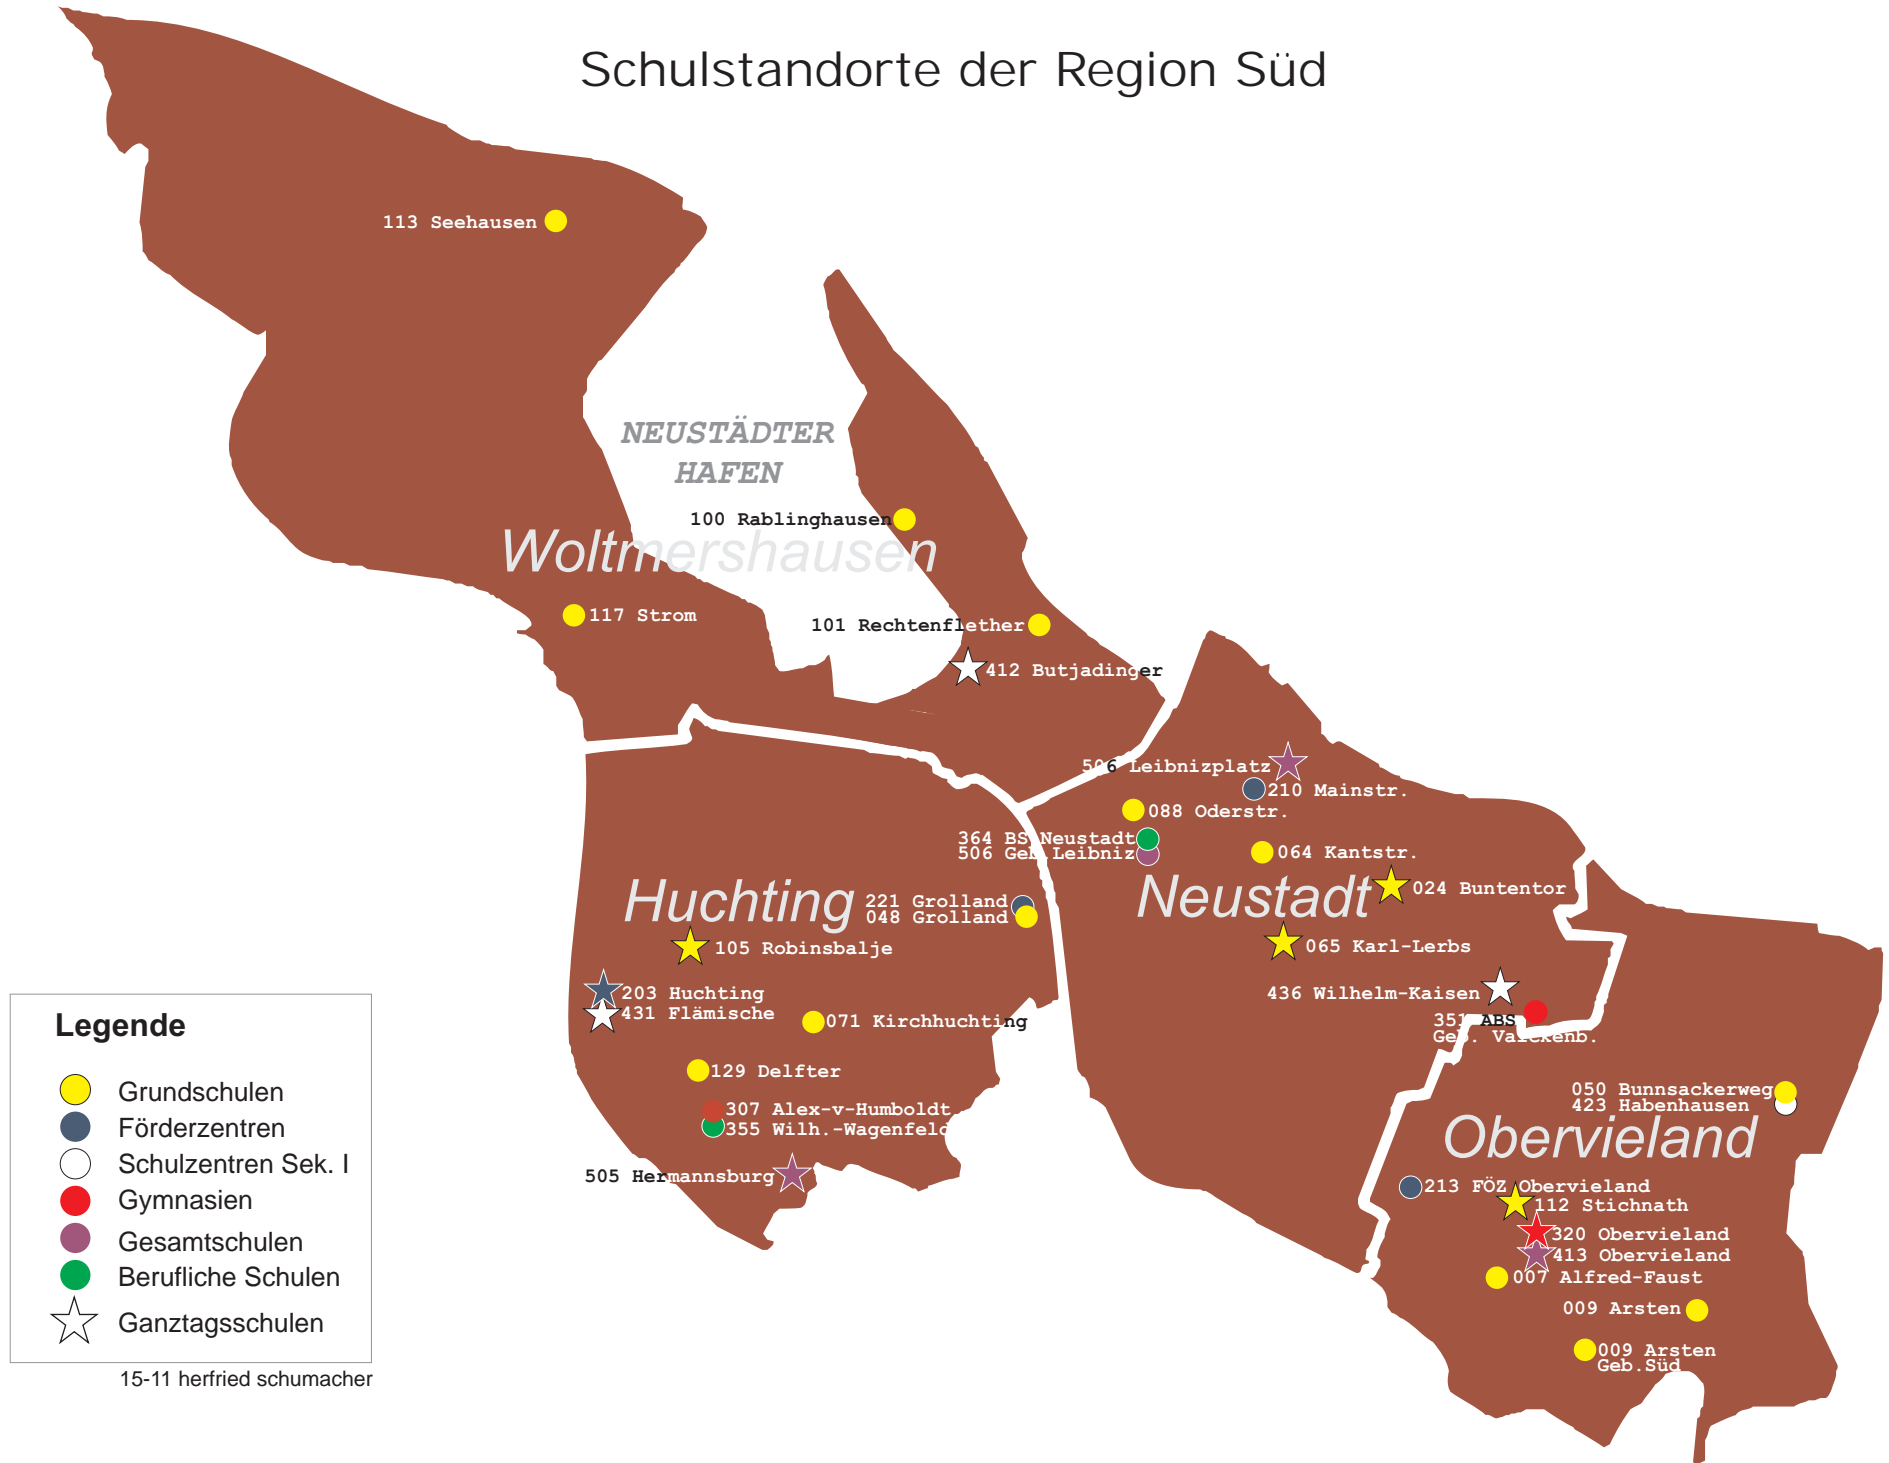 Schulstandorte der Region Süd
113 Seehausen
NEUSTÄDTER
HAFEN
100 Rablinghausen
Woltmershausen
117 Strom
101 Rechtenflether
412 Butjadinger
506 Leibnizplatz
210 Mainstr.
088 Oderstr.
364 BS Neustadt
506 Geb.Leibniz
064 Kantstr.
024 Buntentor
Neustadt
065 Karl-Lerbs
436 Wilhelm-Kaisen
351 ABS
Geb. Valckenb.
Huchting
221 Grolland
048 Grolland
105 Robinsbalje
203 Huchting
431 Flämische
071 Kirchhuchting
129 Delfter
307 Alex-v-Humboldt
355 Wilh.-Wagenfeld
505 Hermannsburg
050 Bunnsackerweg
423 Habenhausen
Obervieland
213 FÖZ Obervieland
112 Stichnath
320 Obervieland
413 Obervieland
007 Alfred-Faust
009 Arsten
009 Arsten
Geb.Süd
Legende
Grundschulen
Förderzentren
Schulzentren Sek. I
Gymnasien
Gesamtschulen
Berufliche Schulen
Ganztagsschulen
15-11 herfried schumacher